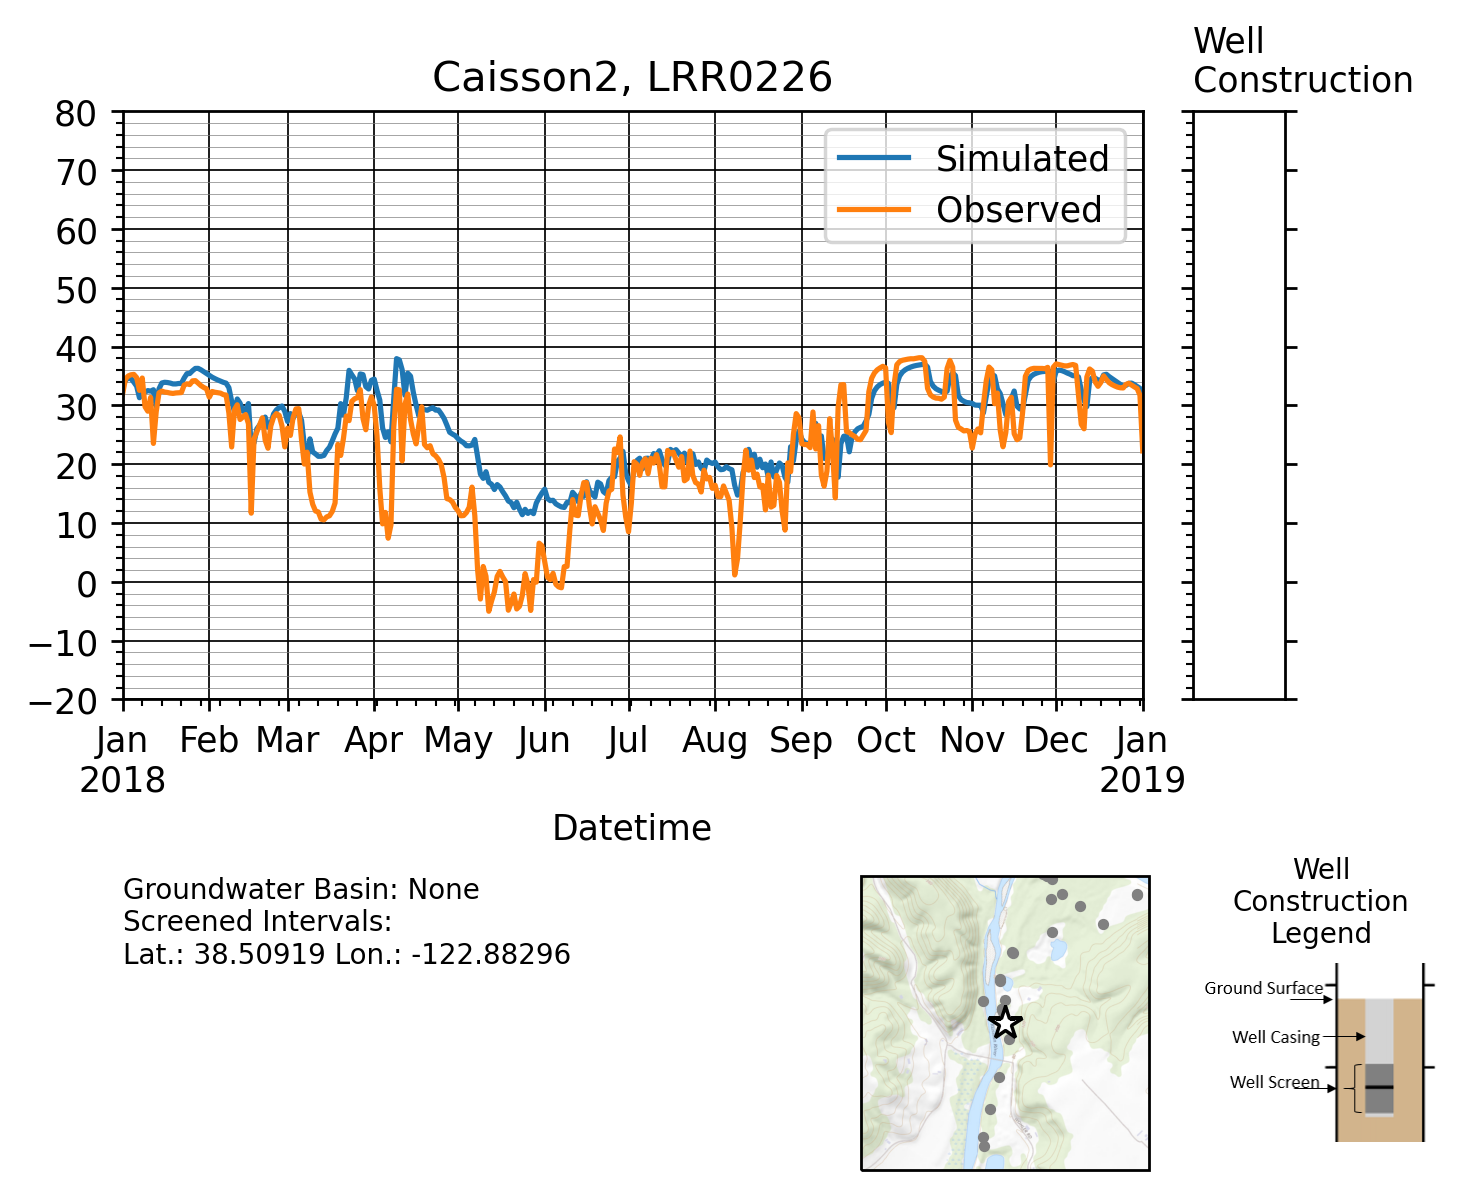 Well
Construction
Caisson2, LRR0226
80
70
60
50
40
30
20
10
0
−10
−20
Simulated
Observed
Jan Feb Mar Apr May Jun Jul Aug Sep Oct Nov Dec Jan
2018 2019
Datetime
Groundwater Basin: None
Screened Intervals:
Lat.: 38.50919 Lon.: -122.88296
Well
Construction
Legend
Ground Surface
Well Casing
Well Screen